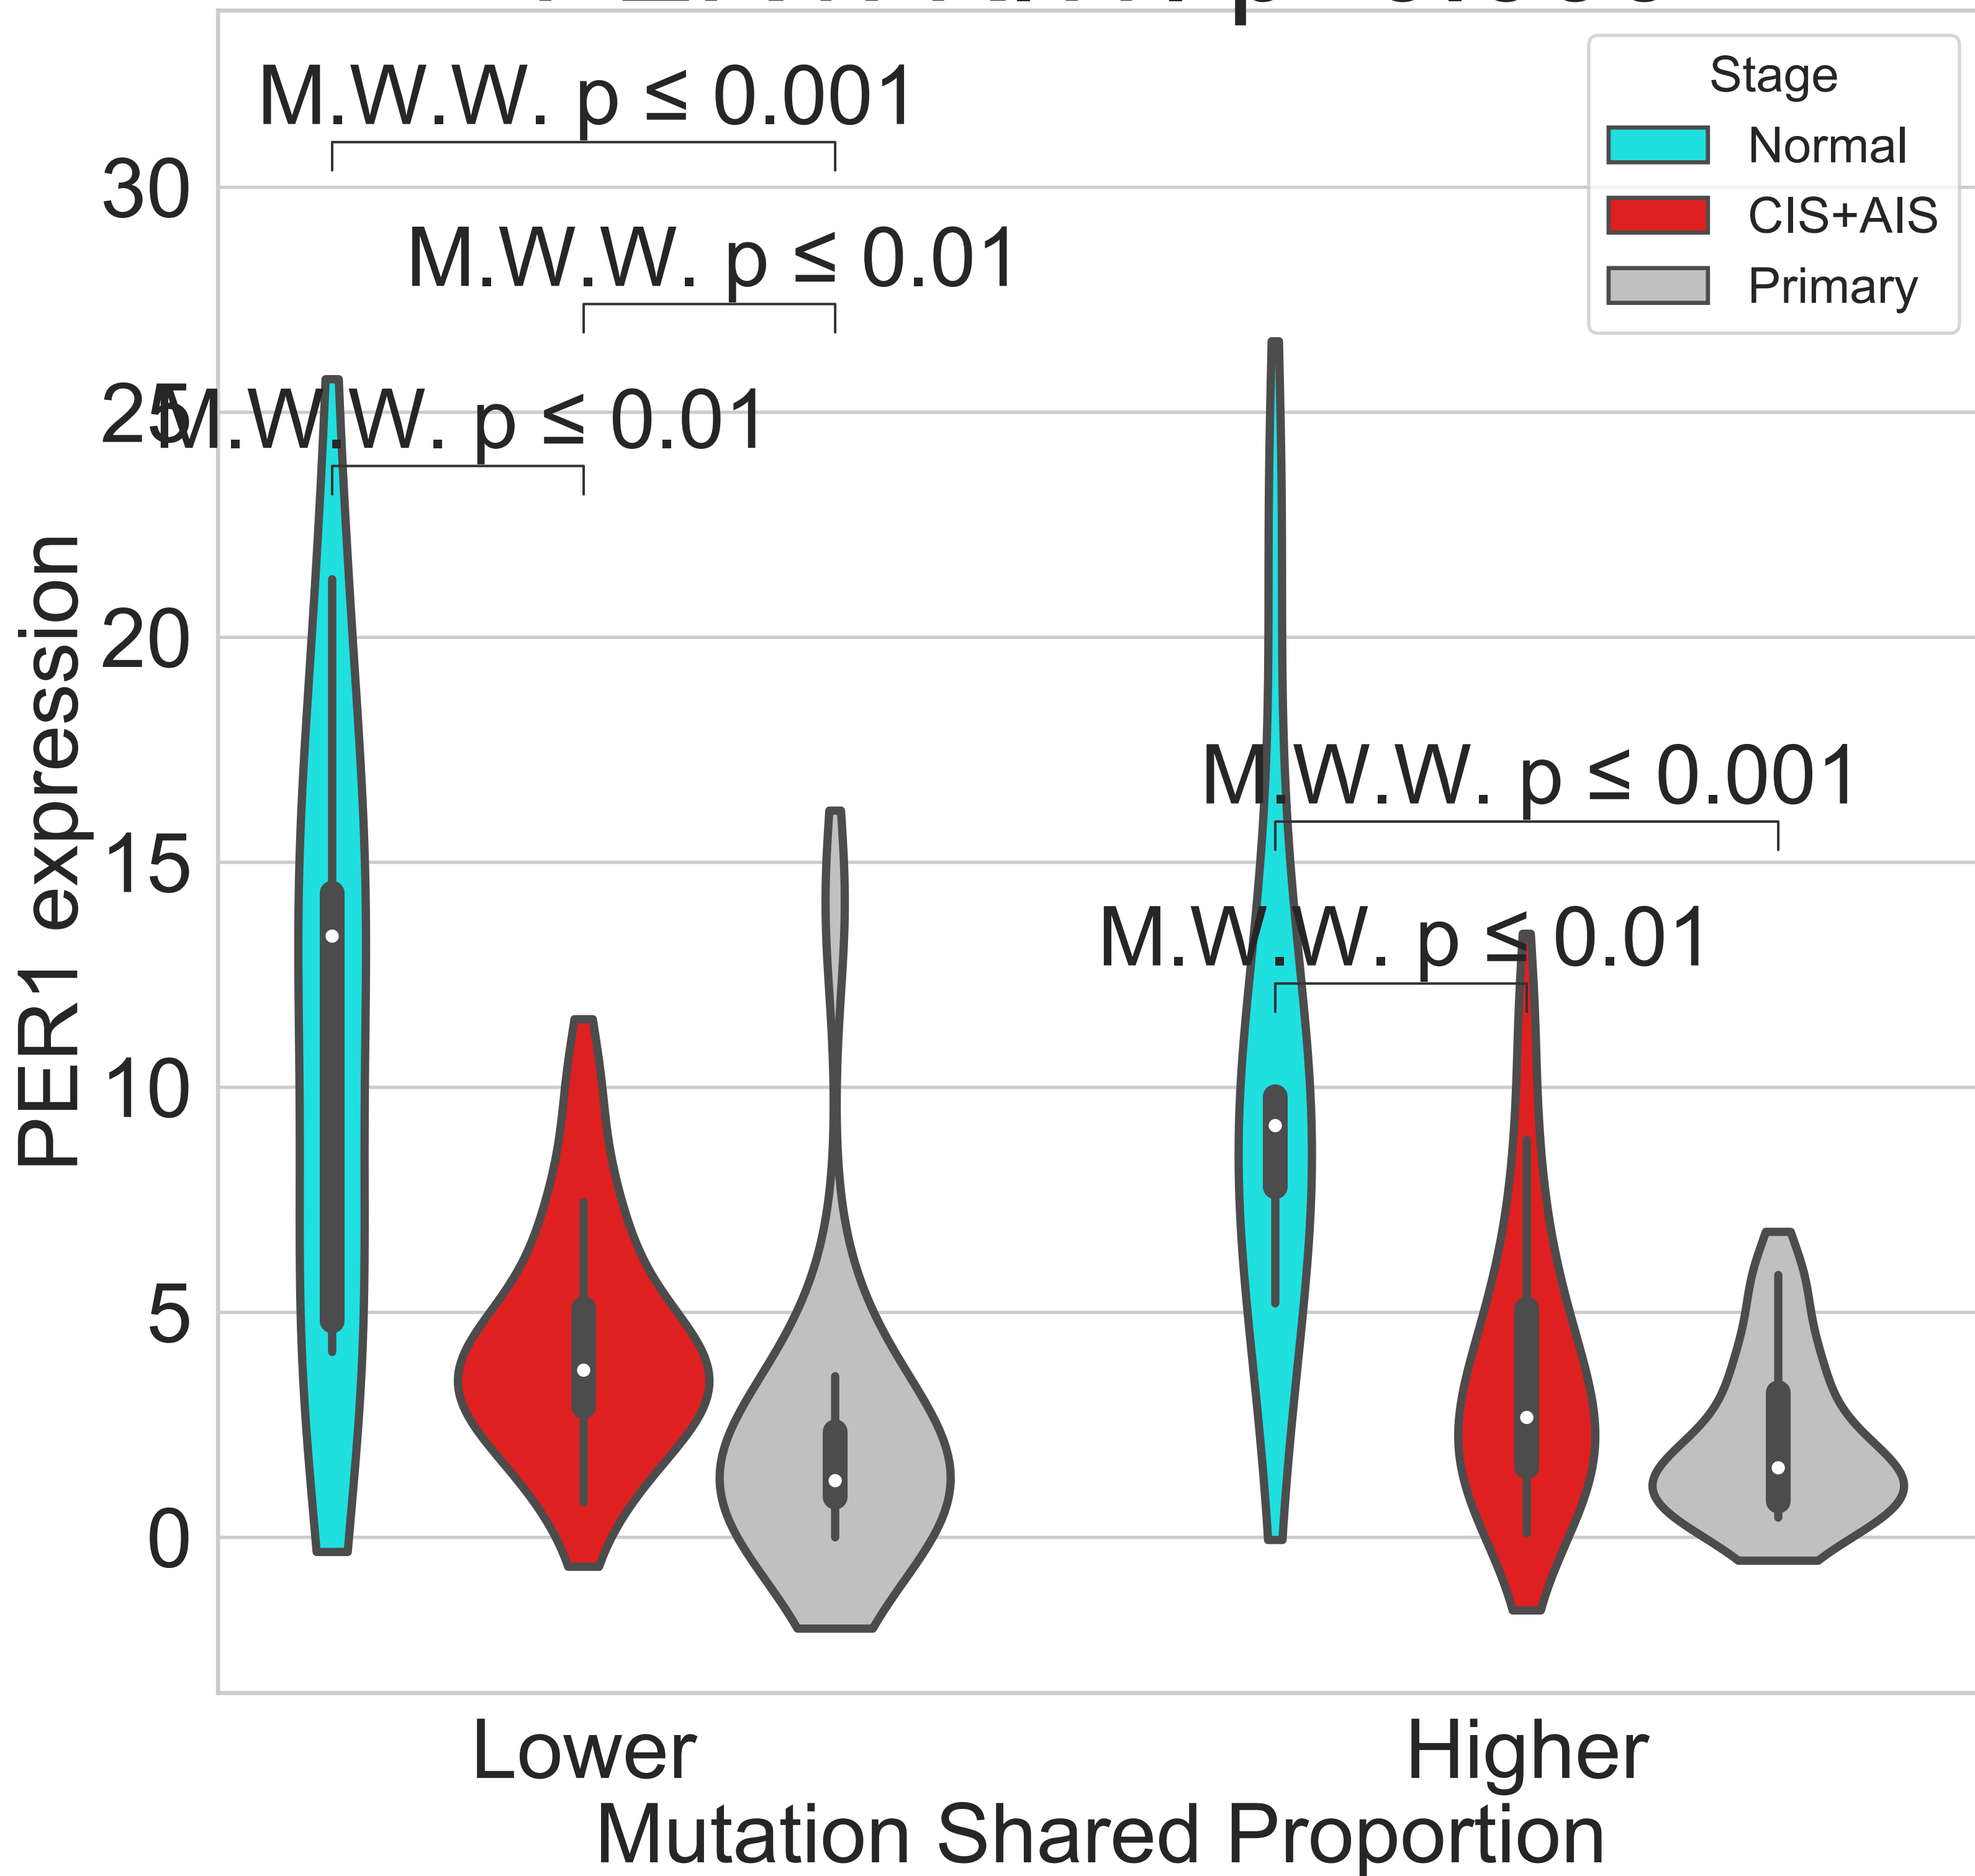 M.W.W. p ≤ 0.001
Stage
Normal
CIS+AIS
Primary
30
M.W.W. p ≤ 0.01
25
M.W.W. p ≤ 0.01
20
M.W.W. p ≤ 0.001
15
M.W.W. p ≤ 0.01
10
5
0
PER1 expression
Lower
Higher
Mutation Shared Proportion